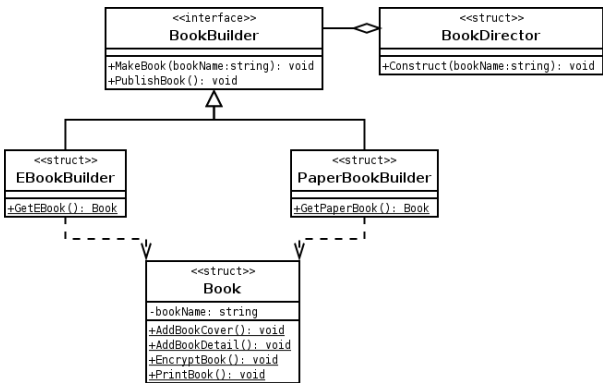 <<interface>>
BookBuilder
+MakeBook(bookName:string): void
+PublishBook(): void
<<struct>>
BookDirector
+Construct(bookName:string): void
<<struct>>
EBookBuilder
+GetEBook(): Book
<<struct>>
PaperBookBuilder
+GetPaperBook(): Book
<<struct>>
Book
-bookName: string
+AddBookCover(): void
+AddBookDetail(): void
+EncryptBook(): void
+PrintBook(): void